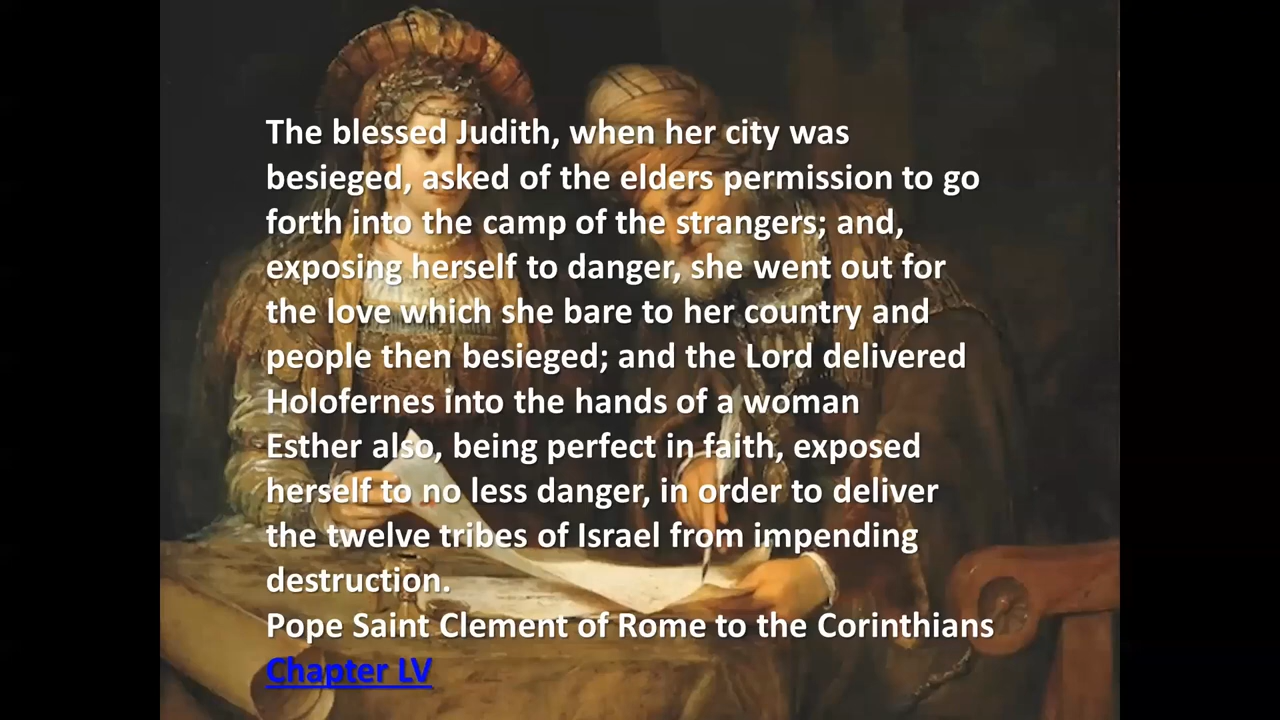 The blessed Judith, when her city was
besieged, asked of the elders permission to go
forth into the camp of the strangers; and,
exposing herself to danger, she went out for
the love which she bare to her country and
people then besieged; and the Lord delivered
Holofernes into the hands of a woman
Esther also, being perfect in faith, exposed
herself to no less danger, in order to deliver
the twelve tribes of Israel from impending
destruction.
Pope Saint Clement of Rome to the Corinthians
Chapter LV